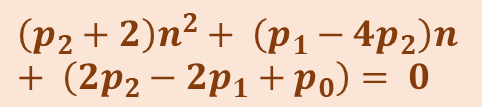 (p₂ + 2)n² + (p₁ − 4p₂)n
+ (2p₂ − 2p₁ + p₀) = 0